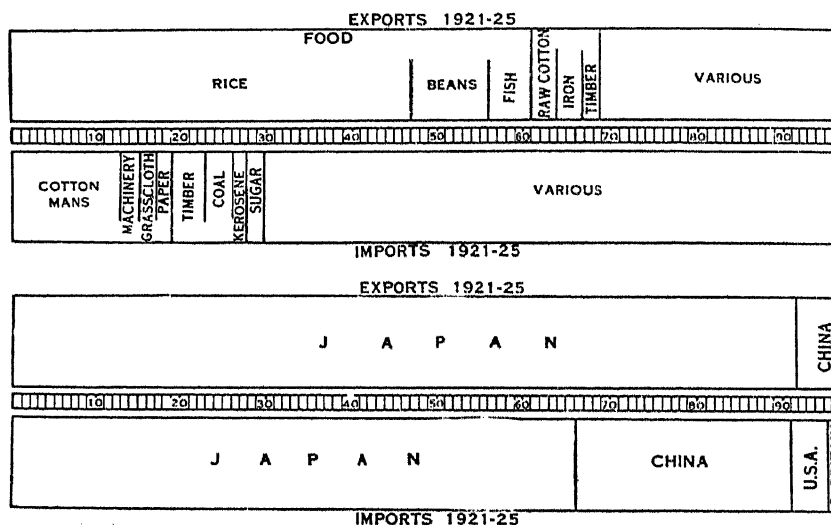 EXPORTS 1921-25
FOOD
RICE
BEANS
FISH
RAW COTTON
IRON
TIMBER
VARIOUS
10 20 30 40 50 60 70 80 90
COTTON
MANS
MACHINERY
GRASSCLOTH
PAPER
TIMBER
COAL
KEROSENE
SUGAR
VARIOUS
IMPORTS 1921-25
EXPORTS 1921-25
JAPAN
CHINA
10 20 30 40 50 60 70 80 90
JAPAN
CHINA
U.S.A.
IMPORTS 1921-25